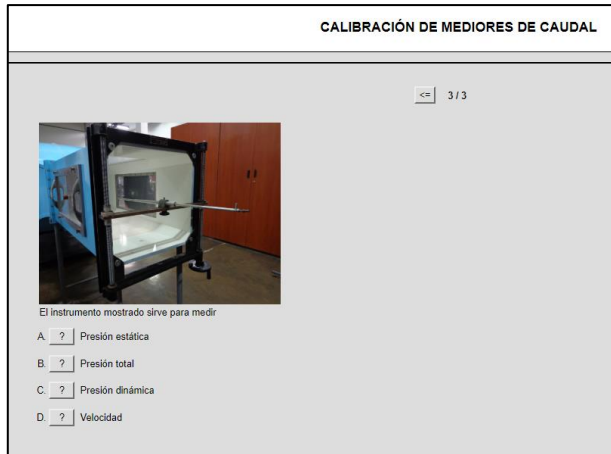 CALIBRACIÓN DE MEDIORES DE CAUDAL
<= 3 / 3
El instrumento mostrado sirve para medir
A. ? Presión estática
B. ? Presión total
C. ? Presión dinámica
D. ? Velocidad